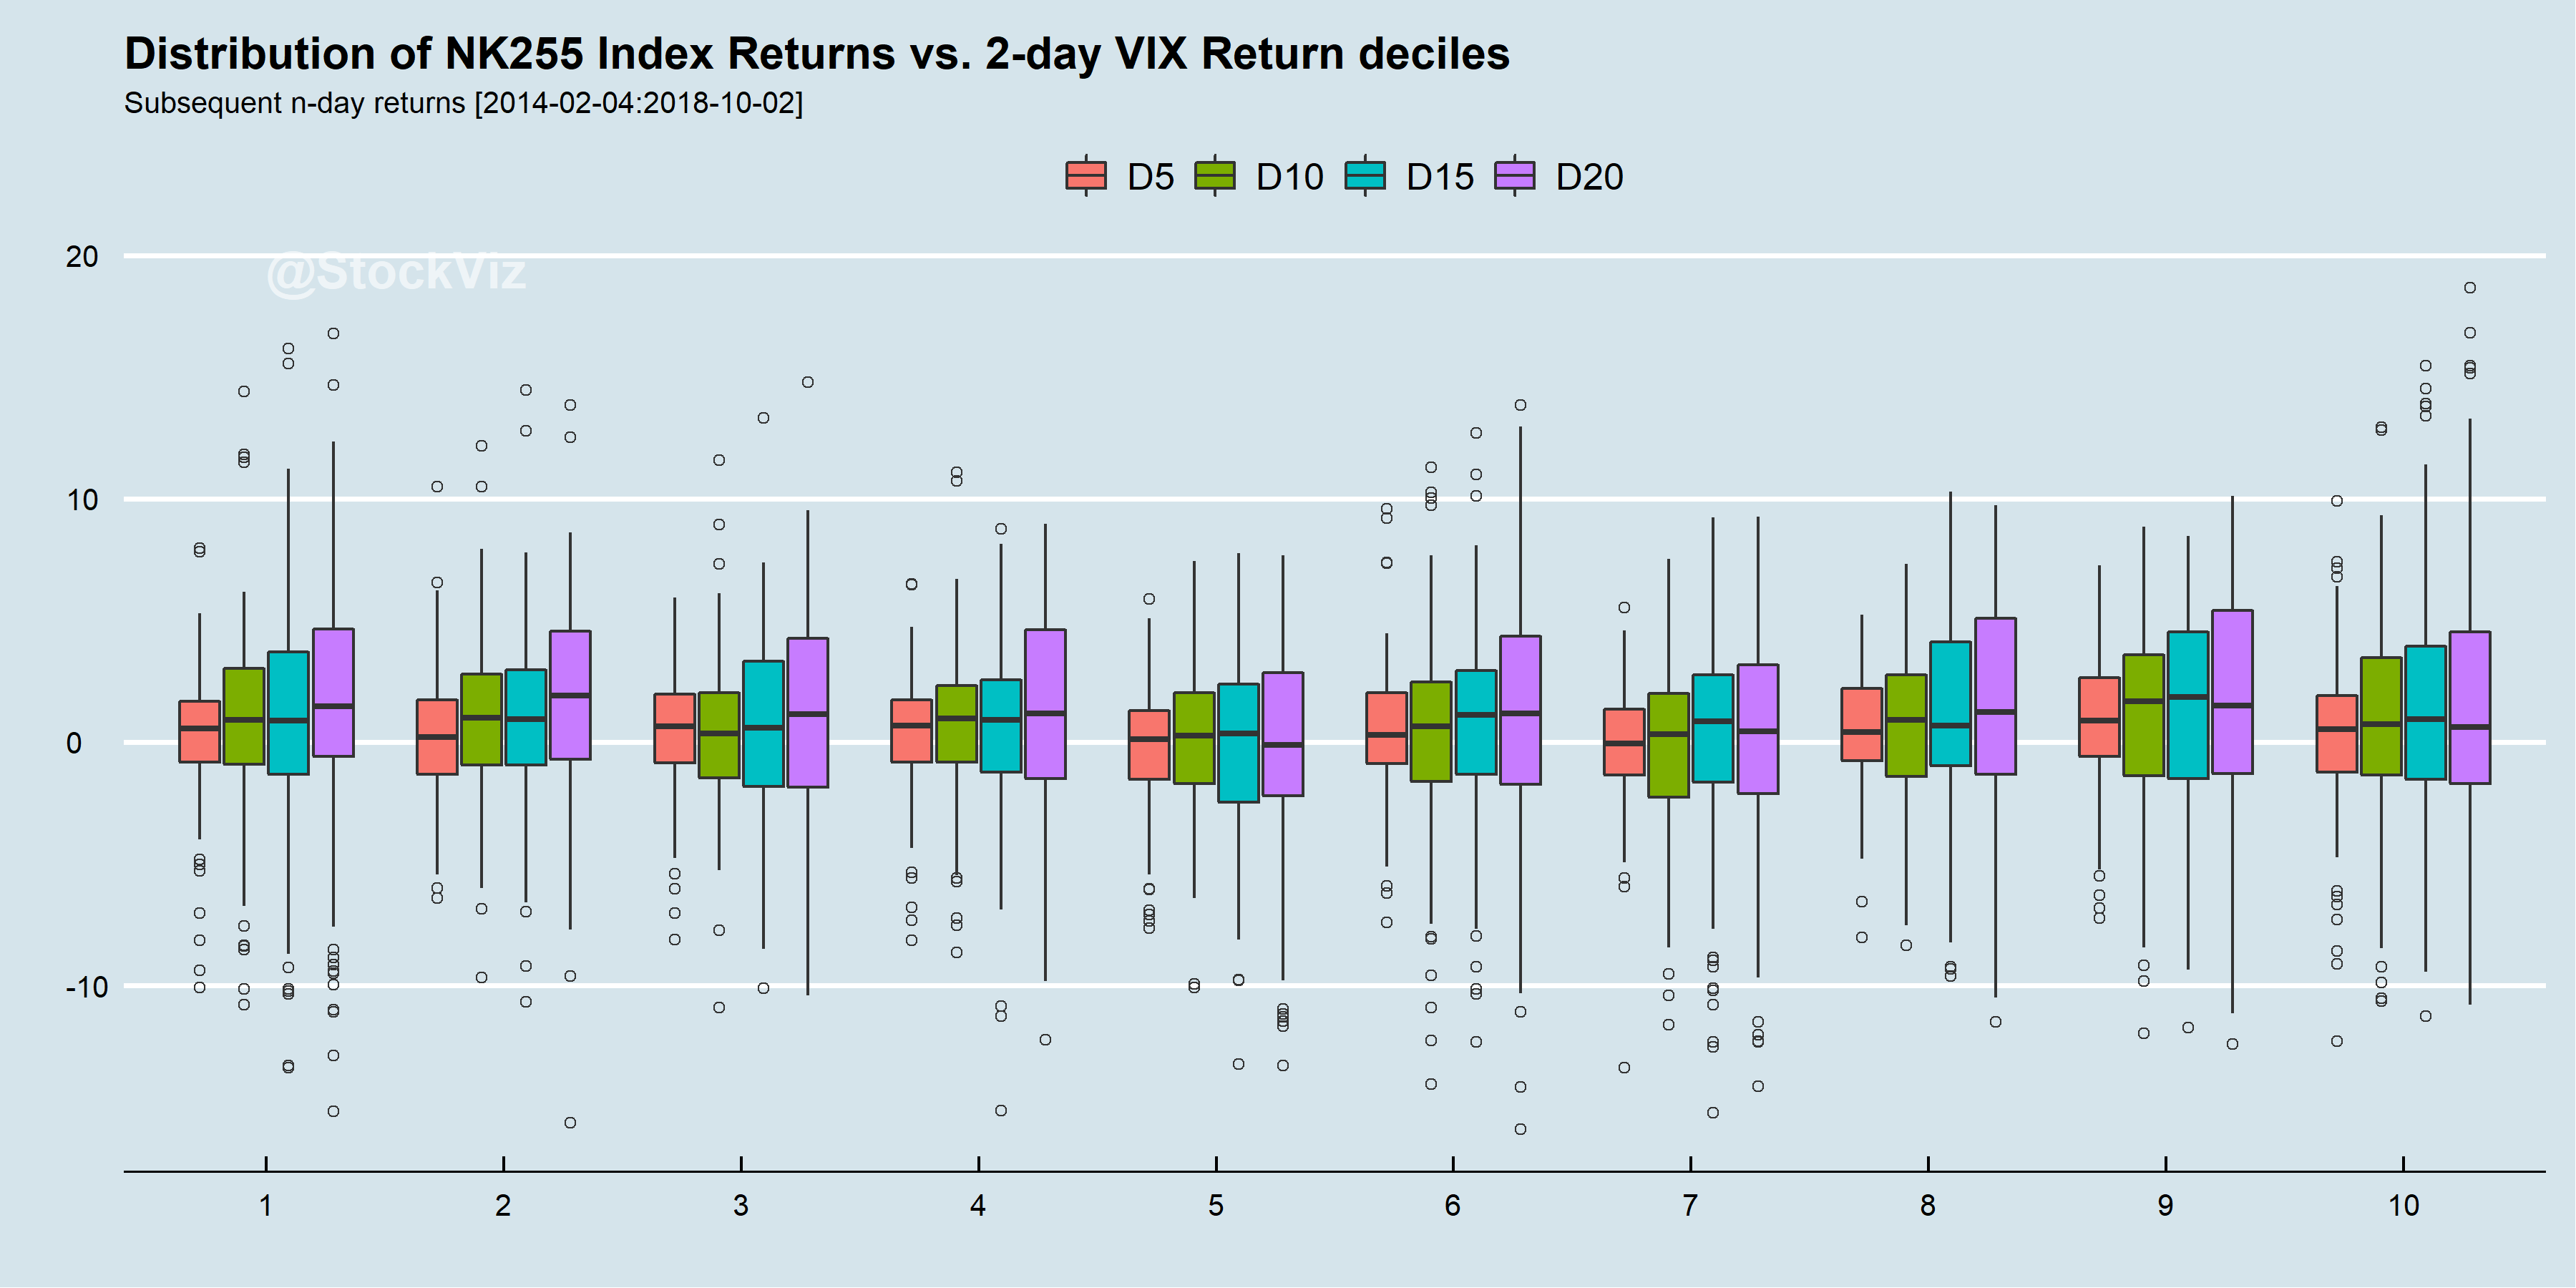 Distribution of NK255 Index Returns vs. 2-day VIX Return deciles
Subsequent n-day returns [2014-02-04:2018-10-02]
D5 D10 D15 D20
20
@StockViz
10
0
-10
1 2 3 4 5 6 7 8 9 10